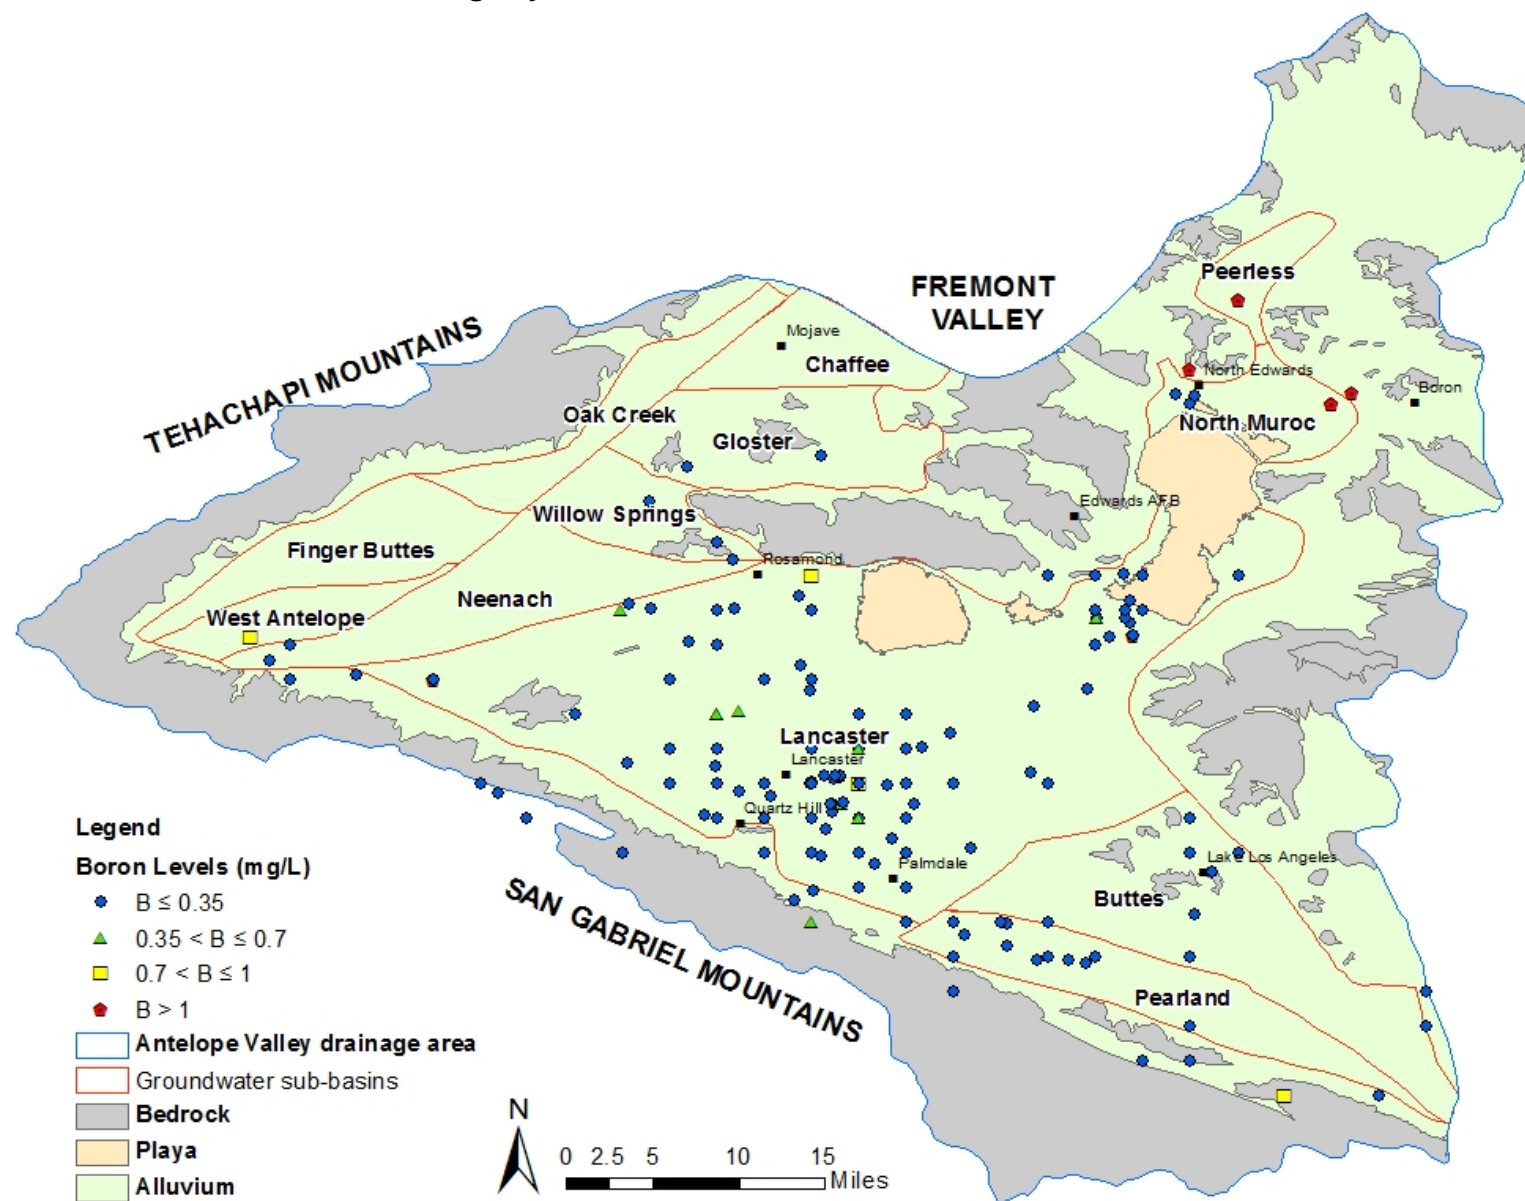 FREMONT
VALLEY
Peerless
TEHACHAPI MOUNTAINS
Mojave
Chaffee
North Edwards
Boron
Oak Creek
Gloster
North Muroc
Edwards AFB
Willow Springs
Finger Buttes
Rosamond
Neenach
West Antelope
Lancaster
Lancaster
Quartz Hill
Palmdale
Lake Los Angeles
Buttes
SAN GABRIEL MOUNTAINS
Pearland
Legend
Boron Levels (mg/L)
B ≤ 0.35
0.35 < B ≤ 0.7
0.7 < B ≤ 1
B > 1
Antelope Valley drainage area
Groundwater sub-basins
Bedrock
Playa
Alluvium
N
0 2.5 5 10 15
Miles